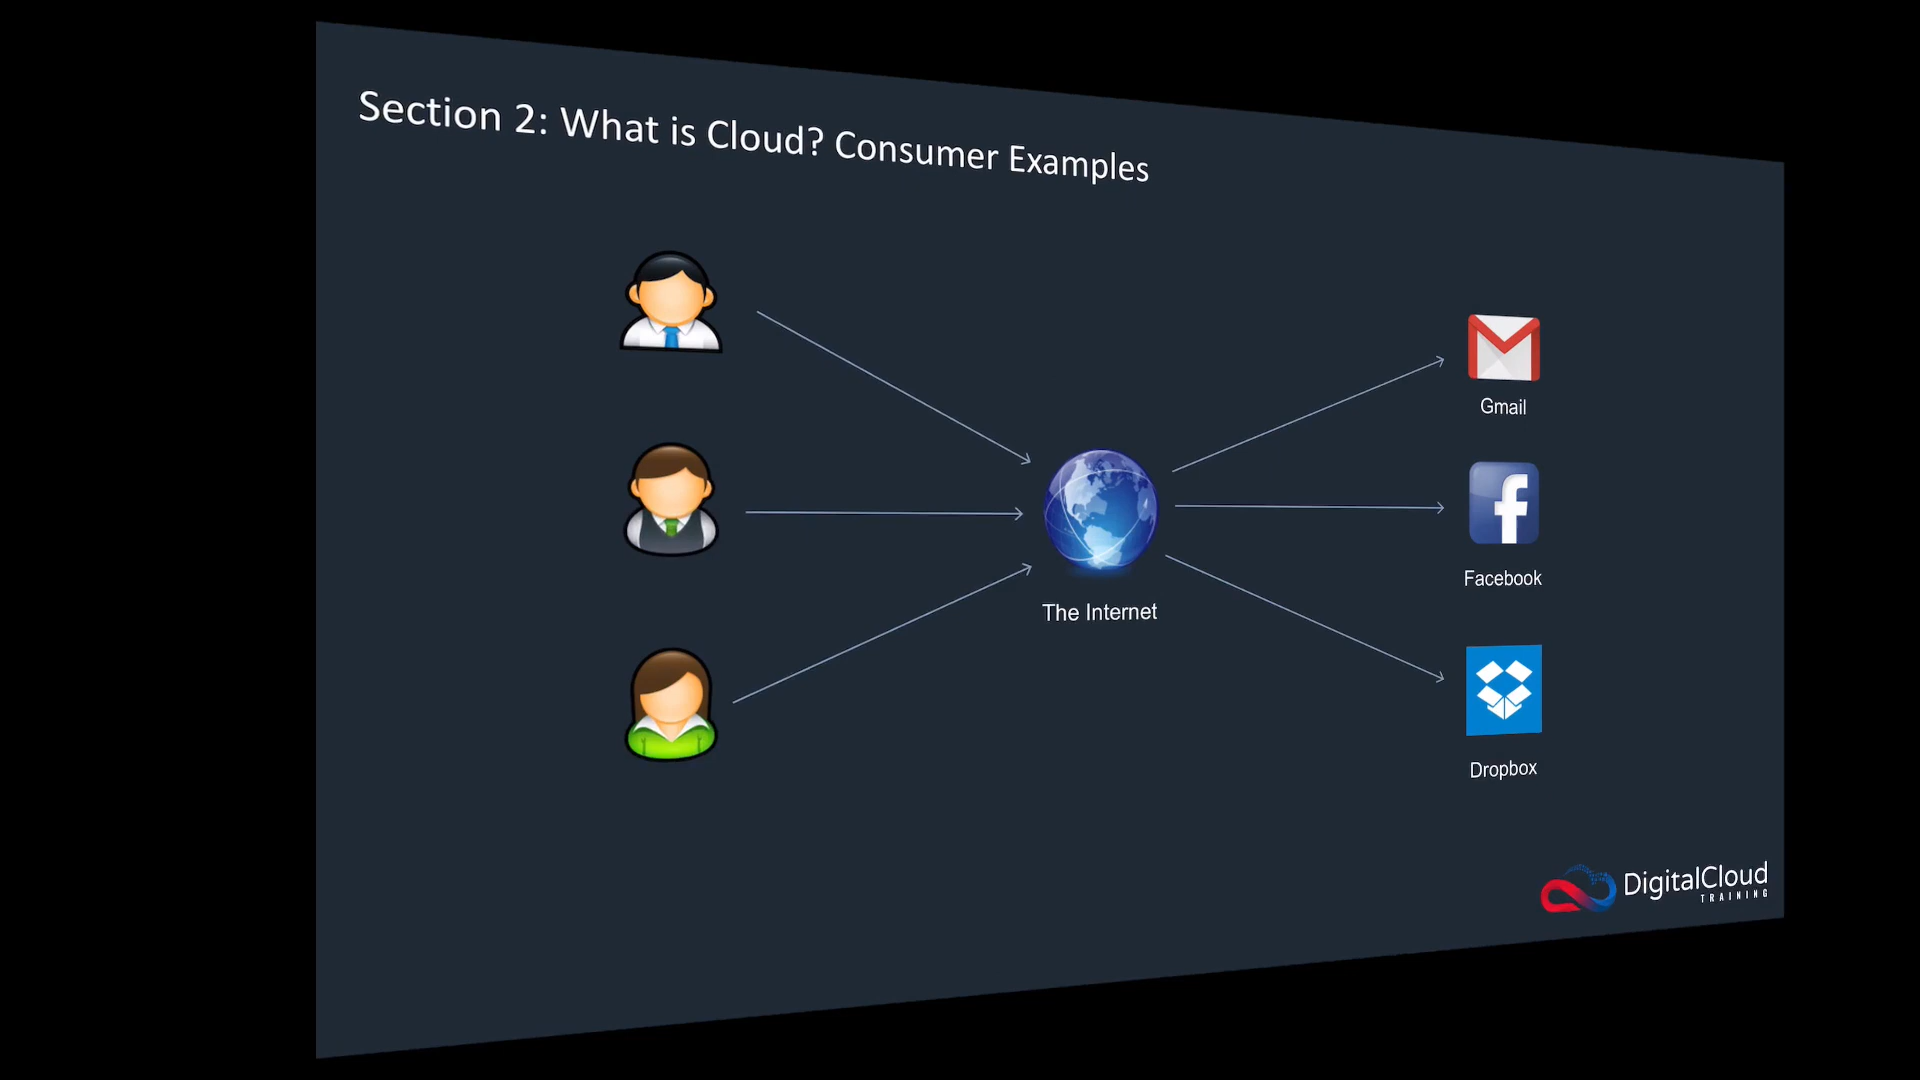 Section 2: What is Cloud? Consumer Examples
Gmail
Facebook
The Internet
Dropbox
DigitalCloud
TRAINING